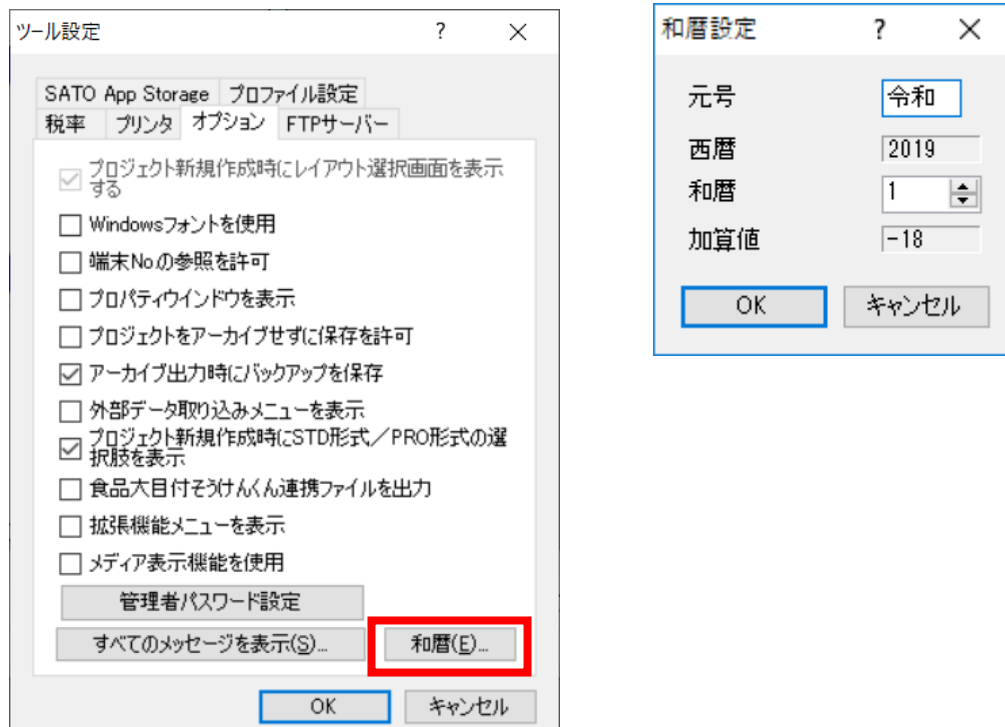 ツール設定 ? ×
SATO App Storage プロファイル設定
税率 プリンタ オプション FTPサーバー
プロジェクト新規作成時にレイアウト選択画面を表示
する
Windowsフォントを使用
端末No.の参照を許可
プロパティウインドウを表示
プロジェクトをアーカイブせずに保存を許可
アーカイブ出力時にバックアップを保存
外部データ取り込みメニューを表示
プロジェクト新規作成時にSTD形式／PRO形式の選
択肢を表示
食品大目付そうけんくん連携ファイルを出力
拡張機能メニューを表示
メディア表示機能を使用
管理者パスワード設定
すべてのメッセージを表示(S)... 和暦(E)...
OK キャンセル
和暦設定 ? ×
元号 令和
西暦 2019
和暦 1
加算値 -18
OK キャンセル